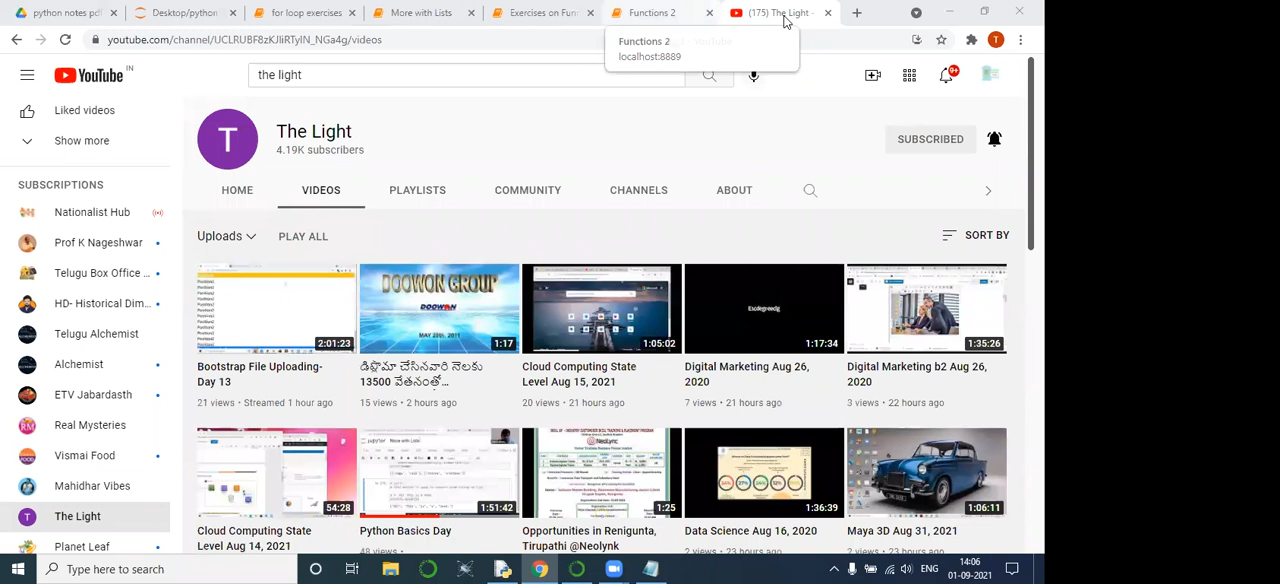 python notes pdf
Desktop/python
for loop exercises
More with Lists
Exercises on Fun
Functions 2
(175) The Light -
youtube.com/channel/UCLRUBF8zKJIiRTyIN_NGa4g/videos
Functions 2
localhost:8889
YouTube IN
the light
9+
Liked videos
Show more
SUBSCRIPTIONS
Nationalist Hub
Prof K Nageshwar
Telugu Box Office ...
HD- Historical Dim...
Telugu Alchemist
Alchemist
ETV Jabardasth
Real Mysteries
Vismai Food
Maridhar Vibes
The Light
Planet Leaf
T
The Light
4.19K subscribers
SUBSCRIBED
HOME
VIDEOS
PLAYLISTS
COMMUNITY
CHANNELS
ABOUT
Uploads
PLAY ALL
SORT BY
2:01:23
Bootstrap File Uploading-
Day 13
21 views • Streamed 1 hour ago
DOOWON GROUP
DOOWON
MAY 20th, 2011
1:17
డిప్లొమా చేసినవారి నెలకు
13500 వేతనంతో...
15 views • 2 hours ago
1:05:02
Cloud Computing State
Level Aug 15, 2021
20 views • 21 hours ago
1:17:34
Digital Marketing Aug 26,
2020
7 views • 21 hours ago
1:35:26
Digital Marketing b2 Aug 26,
2020
3 views • 22 hours ago
54:28
Cloud Computing State
Level Aug 14, 2021
1:51:42
Python Basics Day
48 views
1:25
Opportunities in Renigunta,
Tirupathi @Neolynk
1:36:39
Data Science Aug 16, 2020
1:06:11
Maya 3D Aug 31, 2021
Type here to search
ENG
14:06
01-09-2021